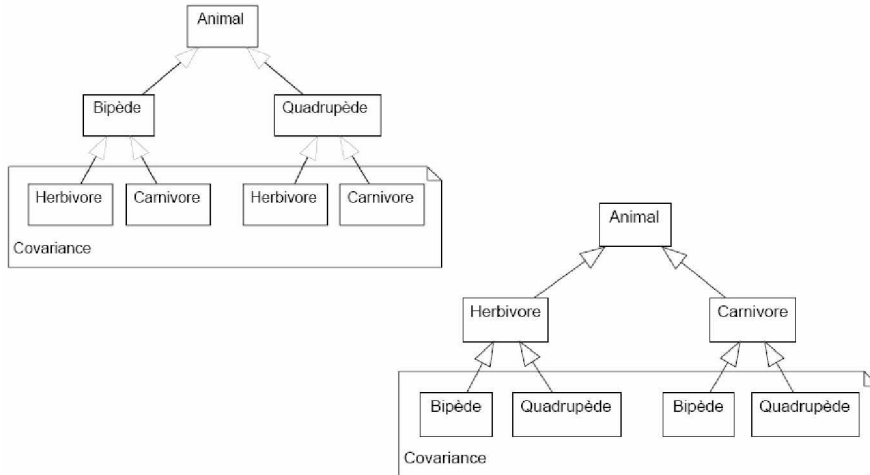 Animal
Bipède
Quadrupède
Herbivore
Carnivore
Herbivore
Carnivore
Covariance
Animal
Herbivore
Carnivore
Bipède
Quadrupède
Bipède
Quadrupède
Covariance